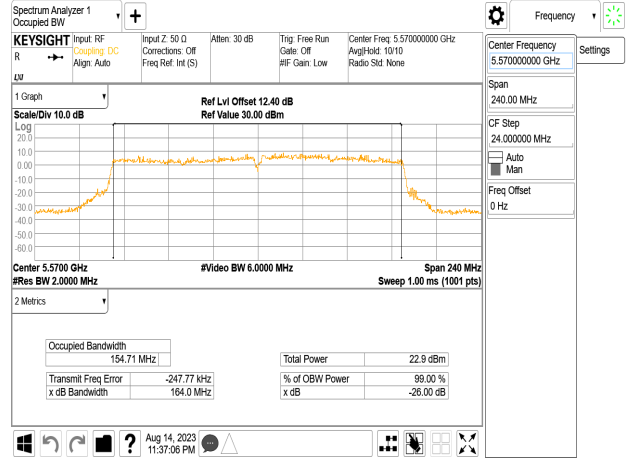 Spectrum Analyzer 1
Occupied BW
Frequency
KEYSIGHT
R
Input: RF
Coupling: DC
Align: Auto
Input Z: 50 Ω
Corrections: Off
Freq Ref: Int (S)
Atten: 30 dB
Trig: Free Run
Gate: Off
#IF Gain: Low
Center Freq: 5.570000000 GHz
Avg|Hold: 10/10
Radio Std: None
1 Graph
Scale/Div 10.0 dB
Ref Lvl Offset 12.40 dB
Ref Value 30.00 dBm
Log
20.0
10.0
0.00
-10.0
-20.0
-30.0
-40.0
-50.0
-60.0
Center 5.5700 GHz
#Video BW 6.0000 MHz
Span 240 MHz
#Res BW 2.0000 MHz
Sweep 1.00 ms (1001 pts)
2 Metrics
Occupied Bandwidth
154.71 MHz
Total Power 22.9 dBm
Transmit Freq Error -247.77 kHz
% of OBW Power 99.00 %
x dB Bandwidth 164.0 MHz
x dB -26.00 dB
Aug 14, 2023
11:37:06 PM
Center Frequency
5.570000000 GHz
Settings
Span
240.00 MHz
CF Step
24.000000 MHz
Auto
Man
Freq Offset
0 Hz